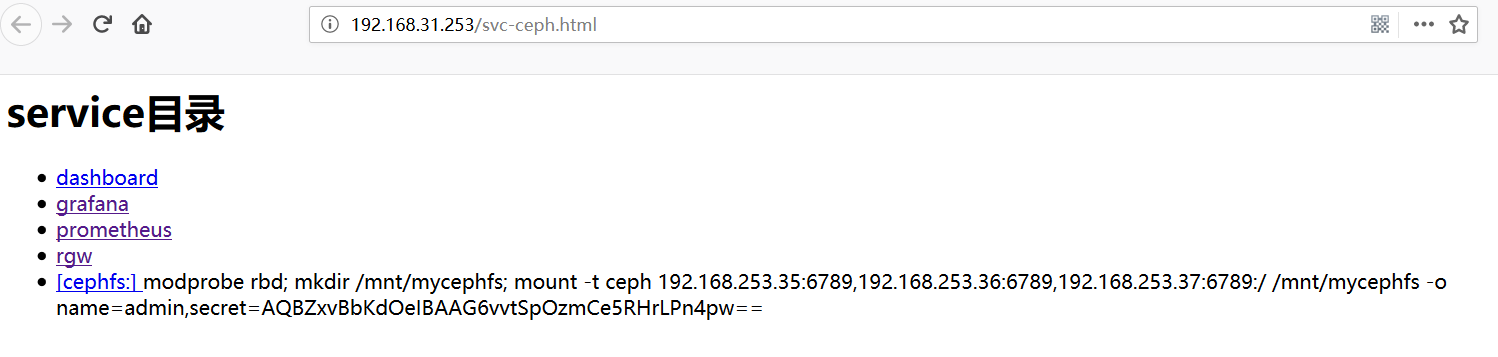 192.168.31.253/svc-ceph.html
service目录
dashboard
grafana
prometheus
rgw
[cephfs:] modprobe rbd; mkdir /mnt/mycephfs; mount -t ceph 192.168.253.35:6789,192.168.253.36:6789,192.168.253.37:6789:/ /mnt/mycephfs -o
name=admin,secret=AQBZxvBbKdOeIBAAG6vvtSpOzmCe5RHrLPn4pw==